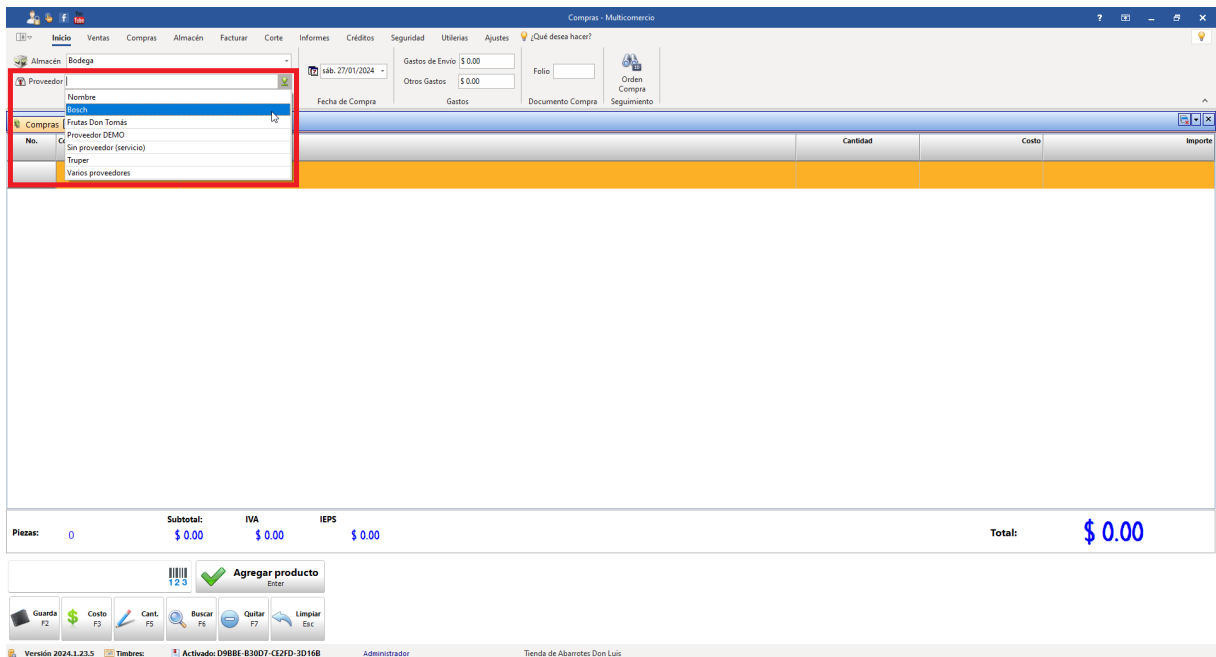 You
Tube
Compras - Multicomercio
Inicio Ventas Compras Almacén Facturar Corte Informes Créditos Seguridad Utilerias Ajustes ¿Qué desea hacer?
Almacén Bodega
Proveedor
Nombre
Bosch
Frutas Don Tomás
Proveedor DEMO
Sin proveedor (servicio)
Truper
Varios proveedores
sáb. 27/01/2024
Fecha de Compra
Gastos de Envío $ 0.00
Otros Gastos $ 0.00
Gastos
Folio
Documento Compra
Orden
Compra
Seguimiento
Compras
No. Cantidad Costo Importe
Piezas: 0
Subtotal: IVA IEPS
$ 0.00 $ 0.00 $ 0.00
Total: $ 0.00
1 2 3
Agregar producto
Enter
Guarda
F2
Costo
F3
Cant.
F5
Buscar
F6
Quitar
F7
Limpiar
Esc
Versión 2024.1.23.5 Timbres: Activado: D9BBE-B30D7-CE2FD-3D16B Administrador Tienda de Abarrotes Don Luis